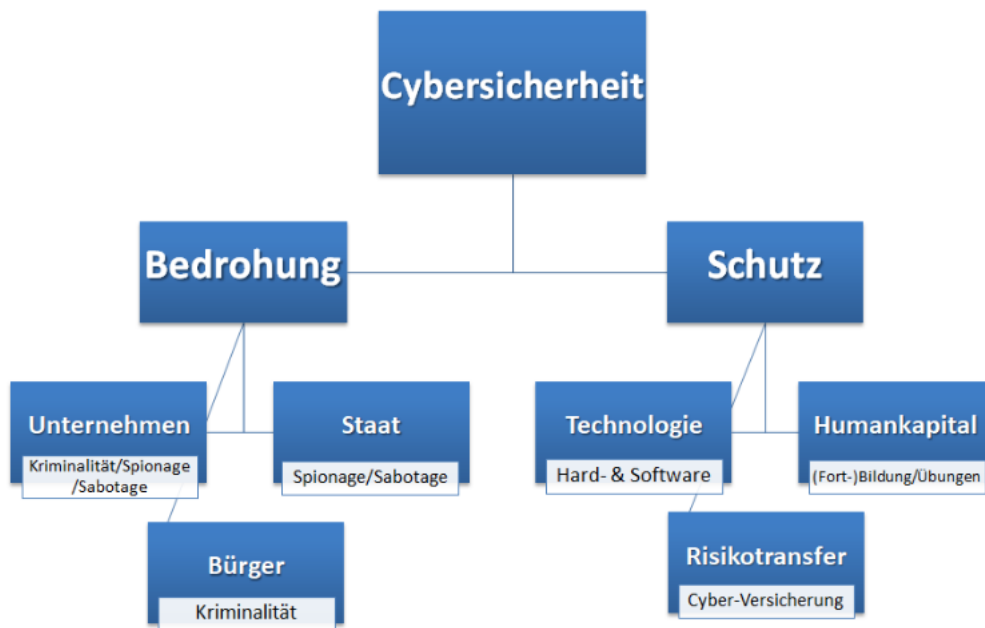 Cybersicherheit
Bedrohung
Schutz
Unternehmen
Kriminalität/Spionage
/Sabotage
Staat
Spionage/Sabotage
Bürger
Kriminalität
Technologie
Hard- & Software
Humankapital
(Fort-)Bildung/Übungen
Risikotransfer
Cyber-Versicherung